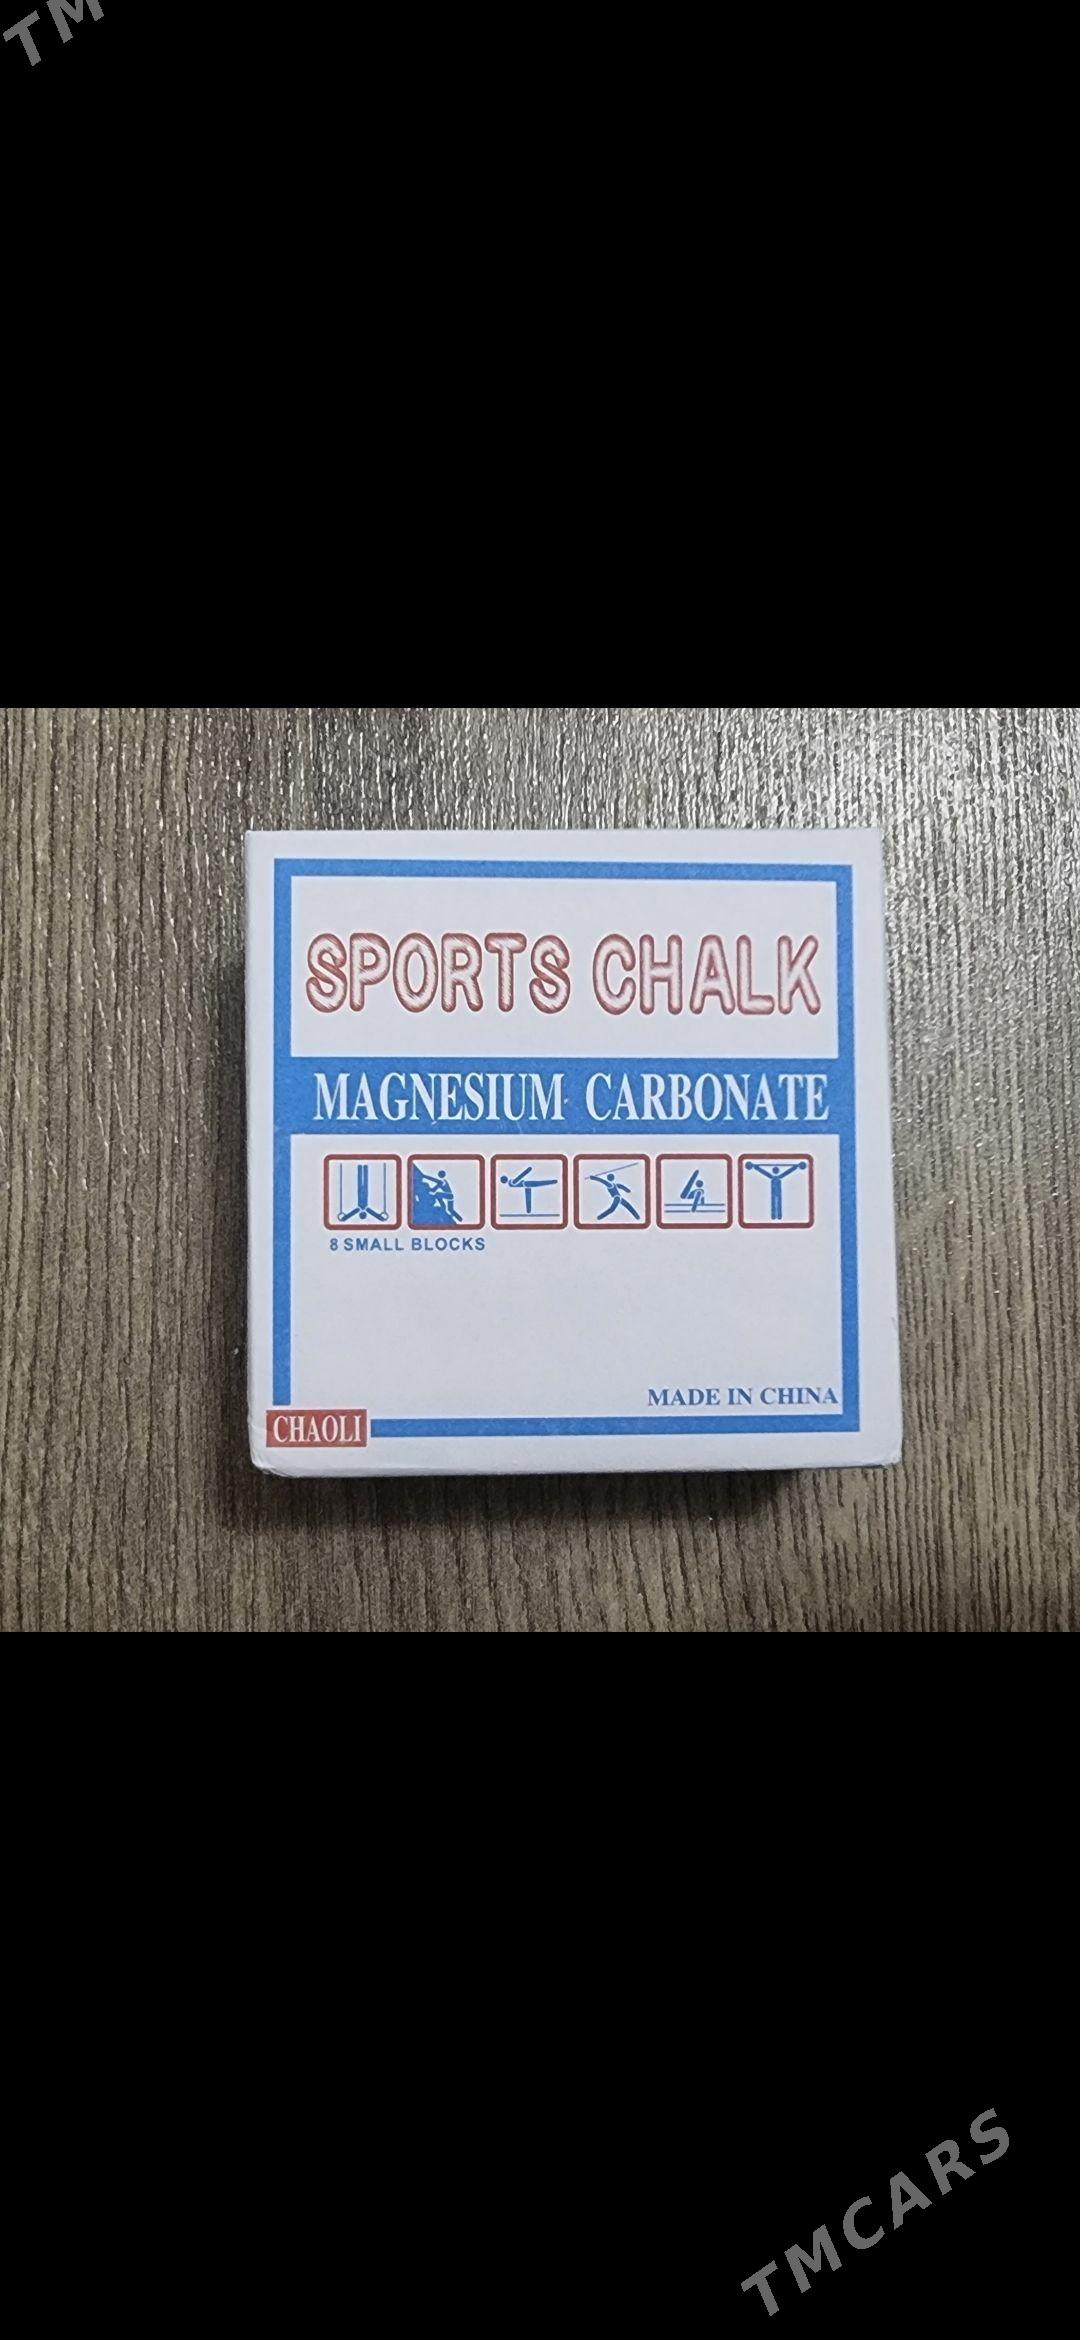 TM
SPORTS CHALK
MAGNESIUM CARBONATE
8 SMALL BLOCKS
MADE IN CHINA
CHAOLI
TMCARS